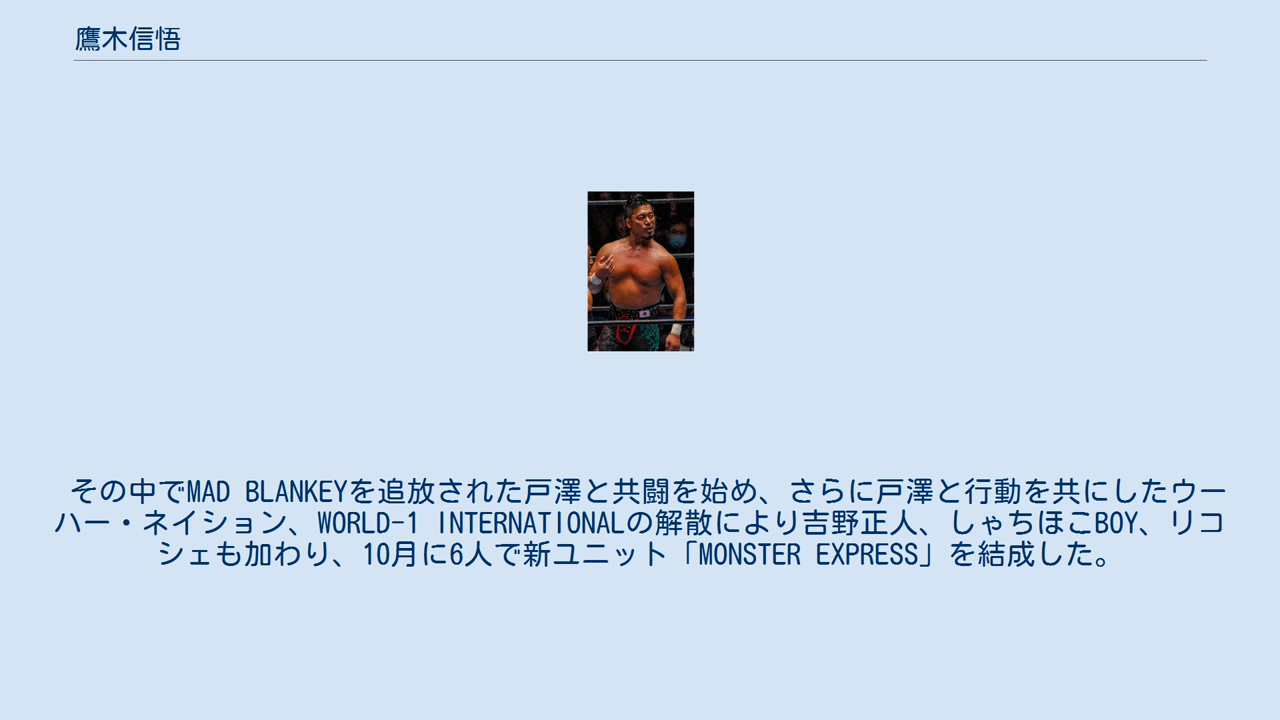 鷹木信悟
その中でMAD BLANKEYを追放された戸澤と共闘を始め、さらに戸澤と行動を共にしたウー
ハー・ネイション、WORLD-1 INTERNATIONALの解散により吉野正人、しゃちほこBOY、リコ
シェも加わり、10月に6人で新ユニット「MONSTER EXPRESS」を結成した。